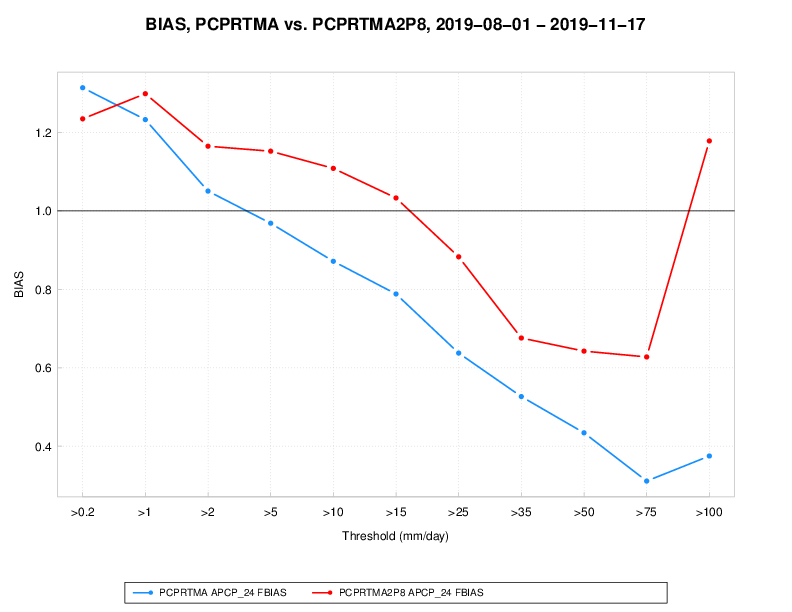 BIAS, PCPRTMA vs. PCPRTMA2P8, 2019−08−01 − 2019−11−17
1.2
1.0
0.8
0.6
0.4
BIAS
>0.2 >1 >2 >5 >10 >15 >25 >35 >50 >75 >100
Threshold (mm/day)
PCPRTMA APCP_24 FBIAS PCPRTMA2P8 APCP_24 FBIAS